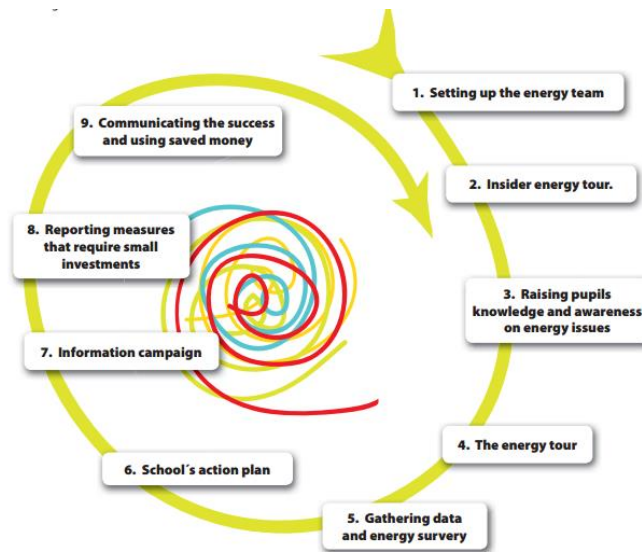 1. Setting up the energy team
2. Insider energy tour.
3. Raising pupils
knowledge and awareness
on energy issues
4. The energy tour
5. Gathering data
and energy survery
6. School´s action plan
7. Information campaign
8. Reporting measures
that require small
investments
9. Communicating the success
and using saved money